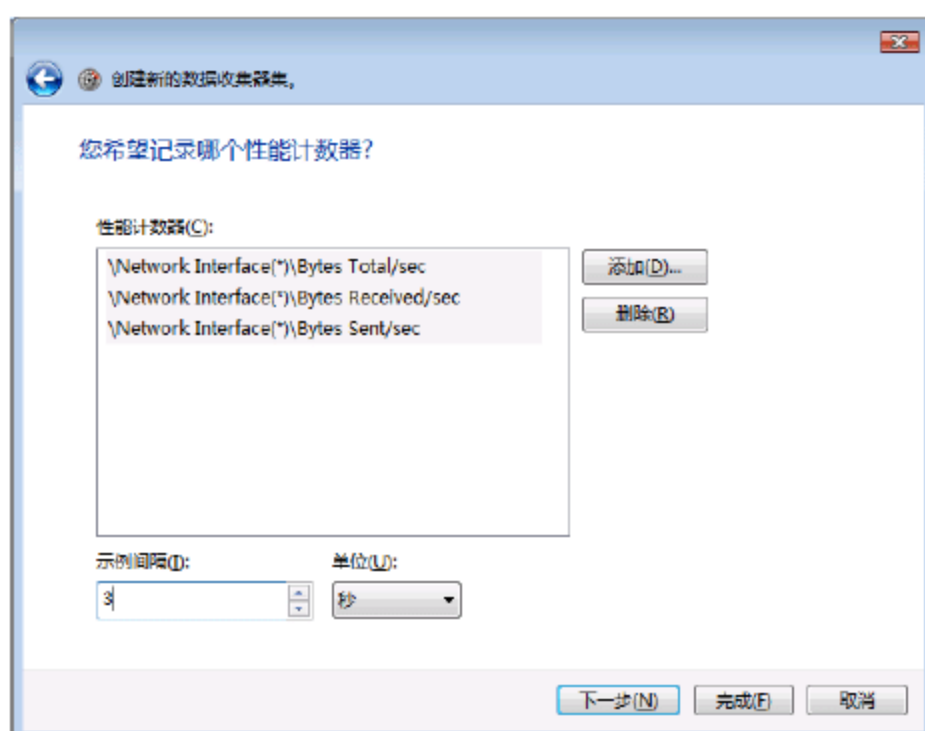 创建新的数据收集器集。
您希望记录哪个性能计数器?
性能计数器(C):
\Network Interface(*)\Bytes Total/sec
\Network Interface(*)\Bytes Received/sec
\Network Interface(*)\Bytes Sent/sec
添加(D)...
删除(R)
示例间隔(I):
单位(U):
3
秒
下一步(N)
完成(F)
取消